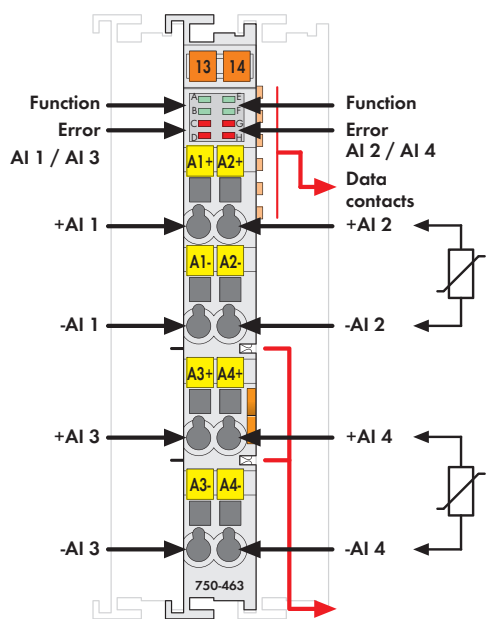 13 14
A E
Function B F Function
Error C G Error
AI 1 / AI 3 D H AI 2 / AI 4
A1+ A2+
Data
contacts
+AI 1 +AI 2
A1- A2-
-AI 1 -AI 2
A3+ A4+
+AI 3 +AI 4
A3- A4-
-AI 3 -AI 4
750-463